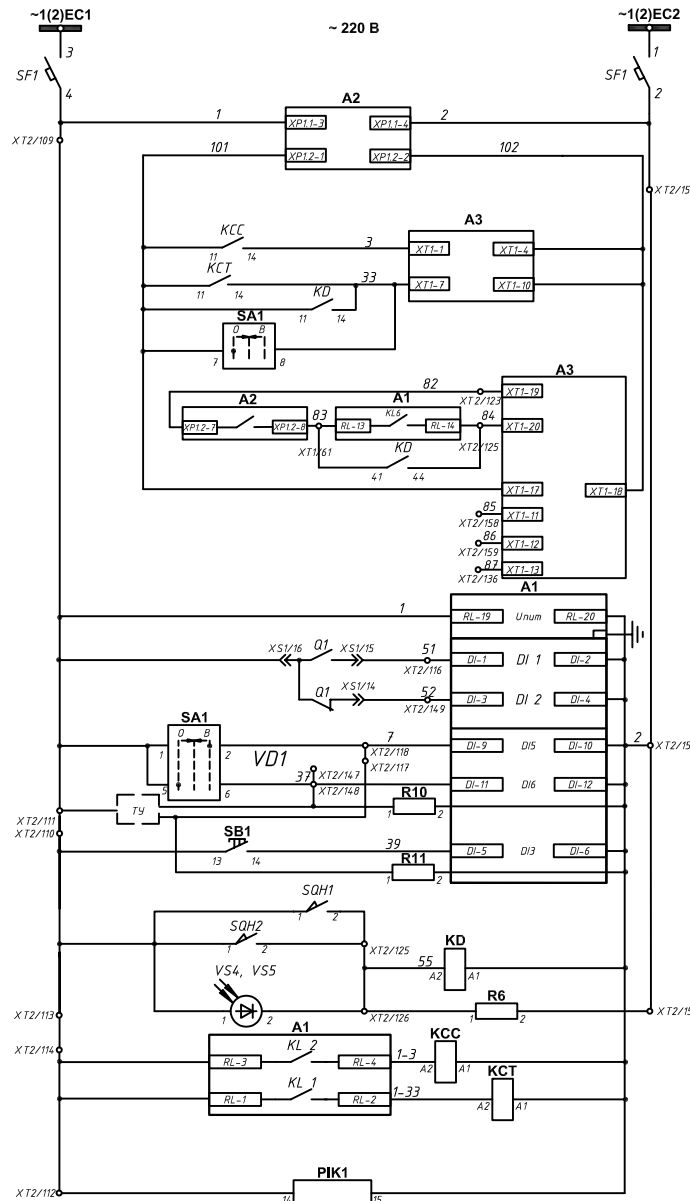 ~1(2)EC1 ~ 220 В ~1(2)EC2
3 1
SF1 SF1
4 2
A2
1 XP1.1-3 XP1.1-4 2
XT2/109
101 XP1.2-1 XP1.2-2 102
XT2/15
A3
KCC
11 14 3 XT1-1 XT1-4
KCT
11 14 33 XT1-7 XT1-10
KD
11 14
SA1
O B
7 8
A3
82 XT2/123 XT1-19
A2 A1
XP1.2-7 XP1.2-8 83 RL-13 KL6 RL-14 84 XT1-20
XT1/61 XT2/125
KD
41 44
XT1-17 XT1-18
85 XT1-11
XT2/158
86 XT1-12
XT2/159
87 XT1-13
XT2/136
A1
1 RL-19 Uпит RL-20
XS1/16 Q1 XS1/15 51 DI-1 DI 1 DI-2
XT2/116
Q1 XS1/14 52 DI-3 DI 2 DI-4
XT2/149
SA1
O B
1 2 VD1 7 DI-9 DI5 DI-10 2 XT2/15
XT2/118
XT2/117
5 6 37 XT2/147 DI-11 DI6 DI-12
XT2/148
ТУ R10
1 2
XT2/111
XT2/110
SB1
13 14 39 DI-5 DI3 DI-6
R11
1 2
SQH1
1 2
SQH2
1 2 XT2/125
VS4, VS5 55 KD
A2 A1
1 2 R6
1 2
XT2/126
XT2/113 XT2/15
A1
XT2/114
RL-3 KL 2 RL-4 1-3 KCC
A2 A1
RL-1 KL 1 RL-2 1-33 KCT
A2 A1
PIK1
XT2/112 14 15